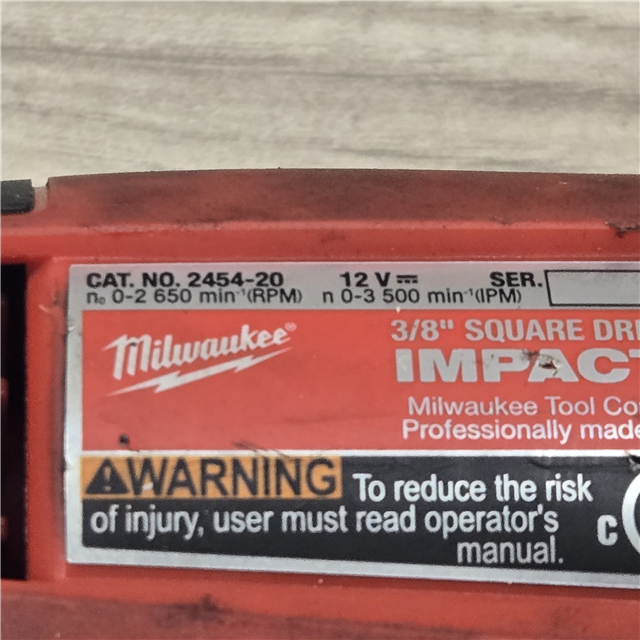 CAT. NO. 2454-20 12 V⎓ SER.
n₀ 0-2 650 min⁻¹(RPM) n 0-3 500 min⁻¹(IPM)
Milwaukee®
3/8" SQUARE
IMPACT
Milwaukee Tool
Professionally made
⚠WARNING To reduce the risk
of injury, user must read operator's
manual.
C